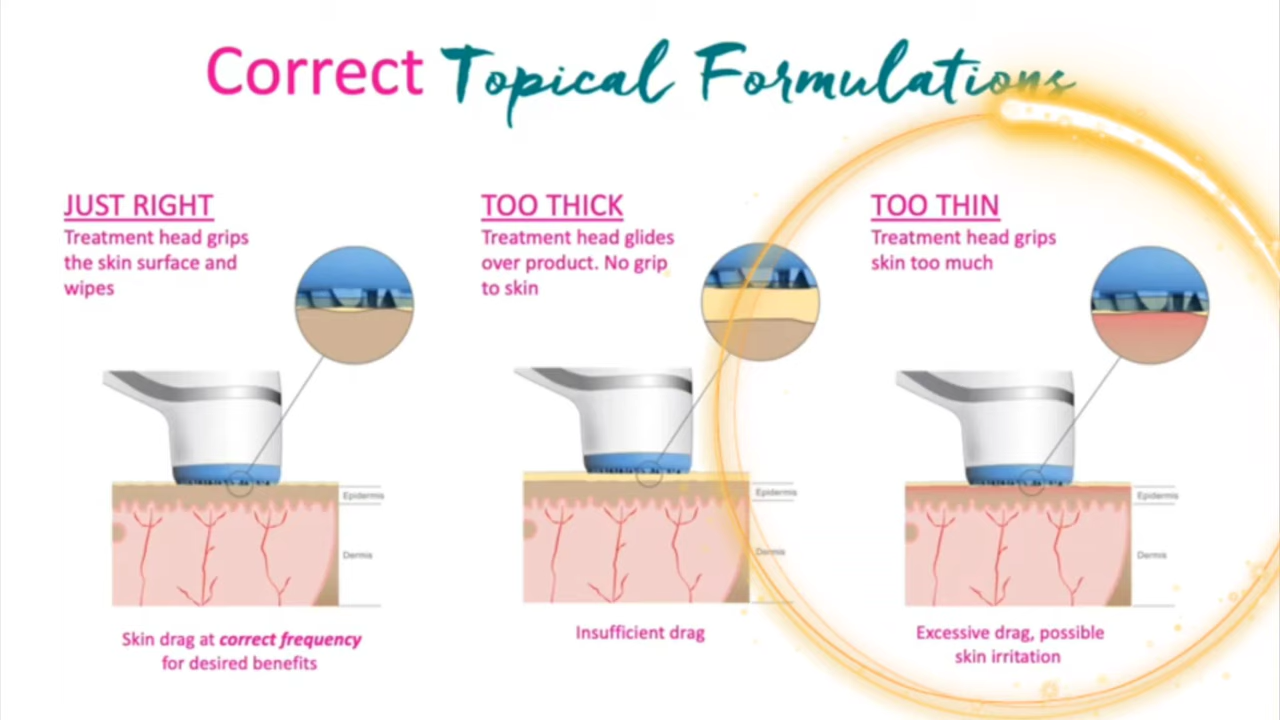 Correct Topical Formulations
JUST RIGHT
Treatment head grips
the skin surface and
wipes
TOO THICK
Treatment head glides
over product. No grip
to skin
TOO THIN
Treatment head grips
skin too much
Epidermis
Dermis
Epidermis
Dermis
Epidermis
Dermis
Skin drag at correct frequency
for desired benefits
Insufficient drag
Excessive drag, possible
skin irritation